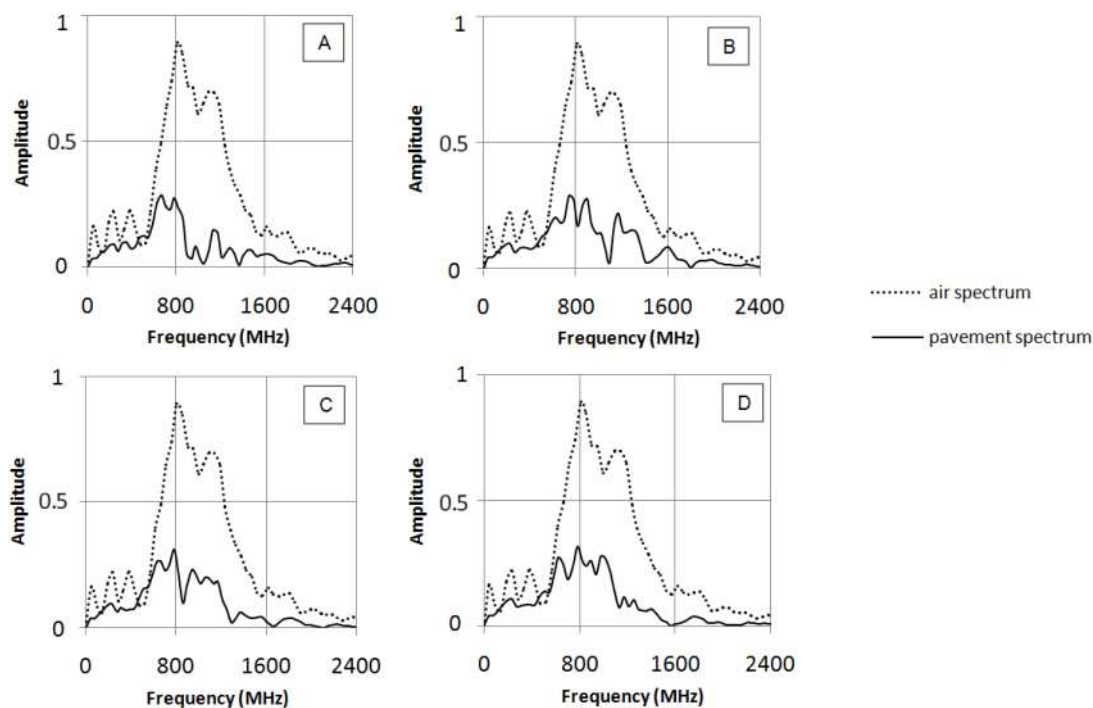 1
A
Amplitude
0.5
0
0 800 1600 2400
Frequency (MHz)
1
B
Amplitude
0.5
0
0 800 1600 2400
Frequency (MHz)
air spectrum
pavement spectrum
1
C
Amplitude
0.5
0
0 800 1600 2400
Frequency (MHz)
1
D
Amplitude
0.5
0
0 800 1600 2400
Frequency (MHz)